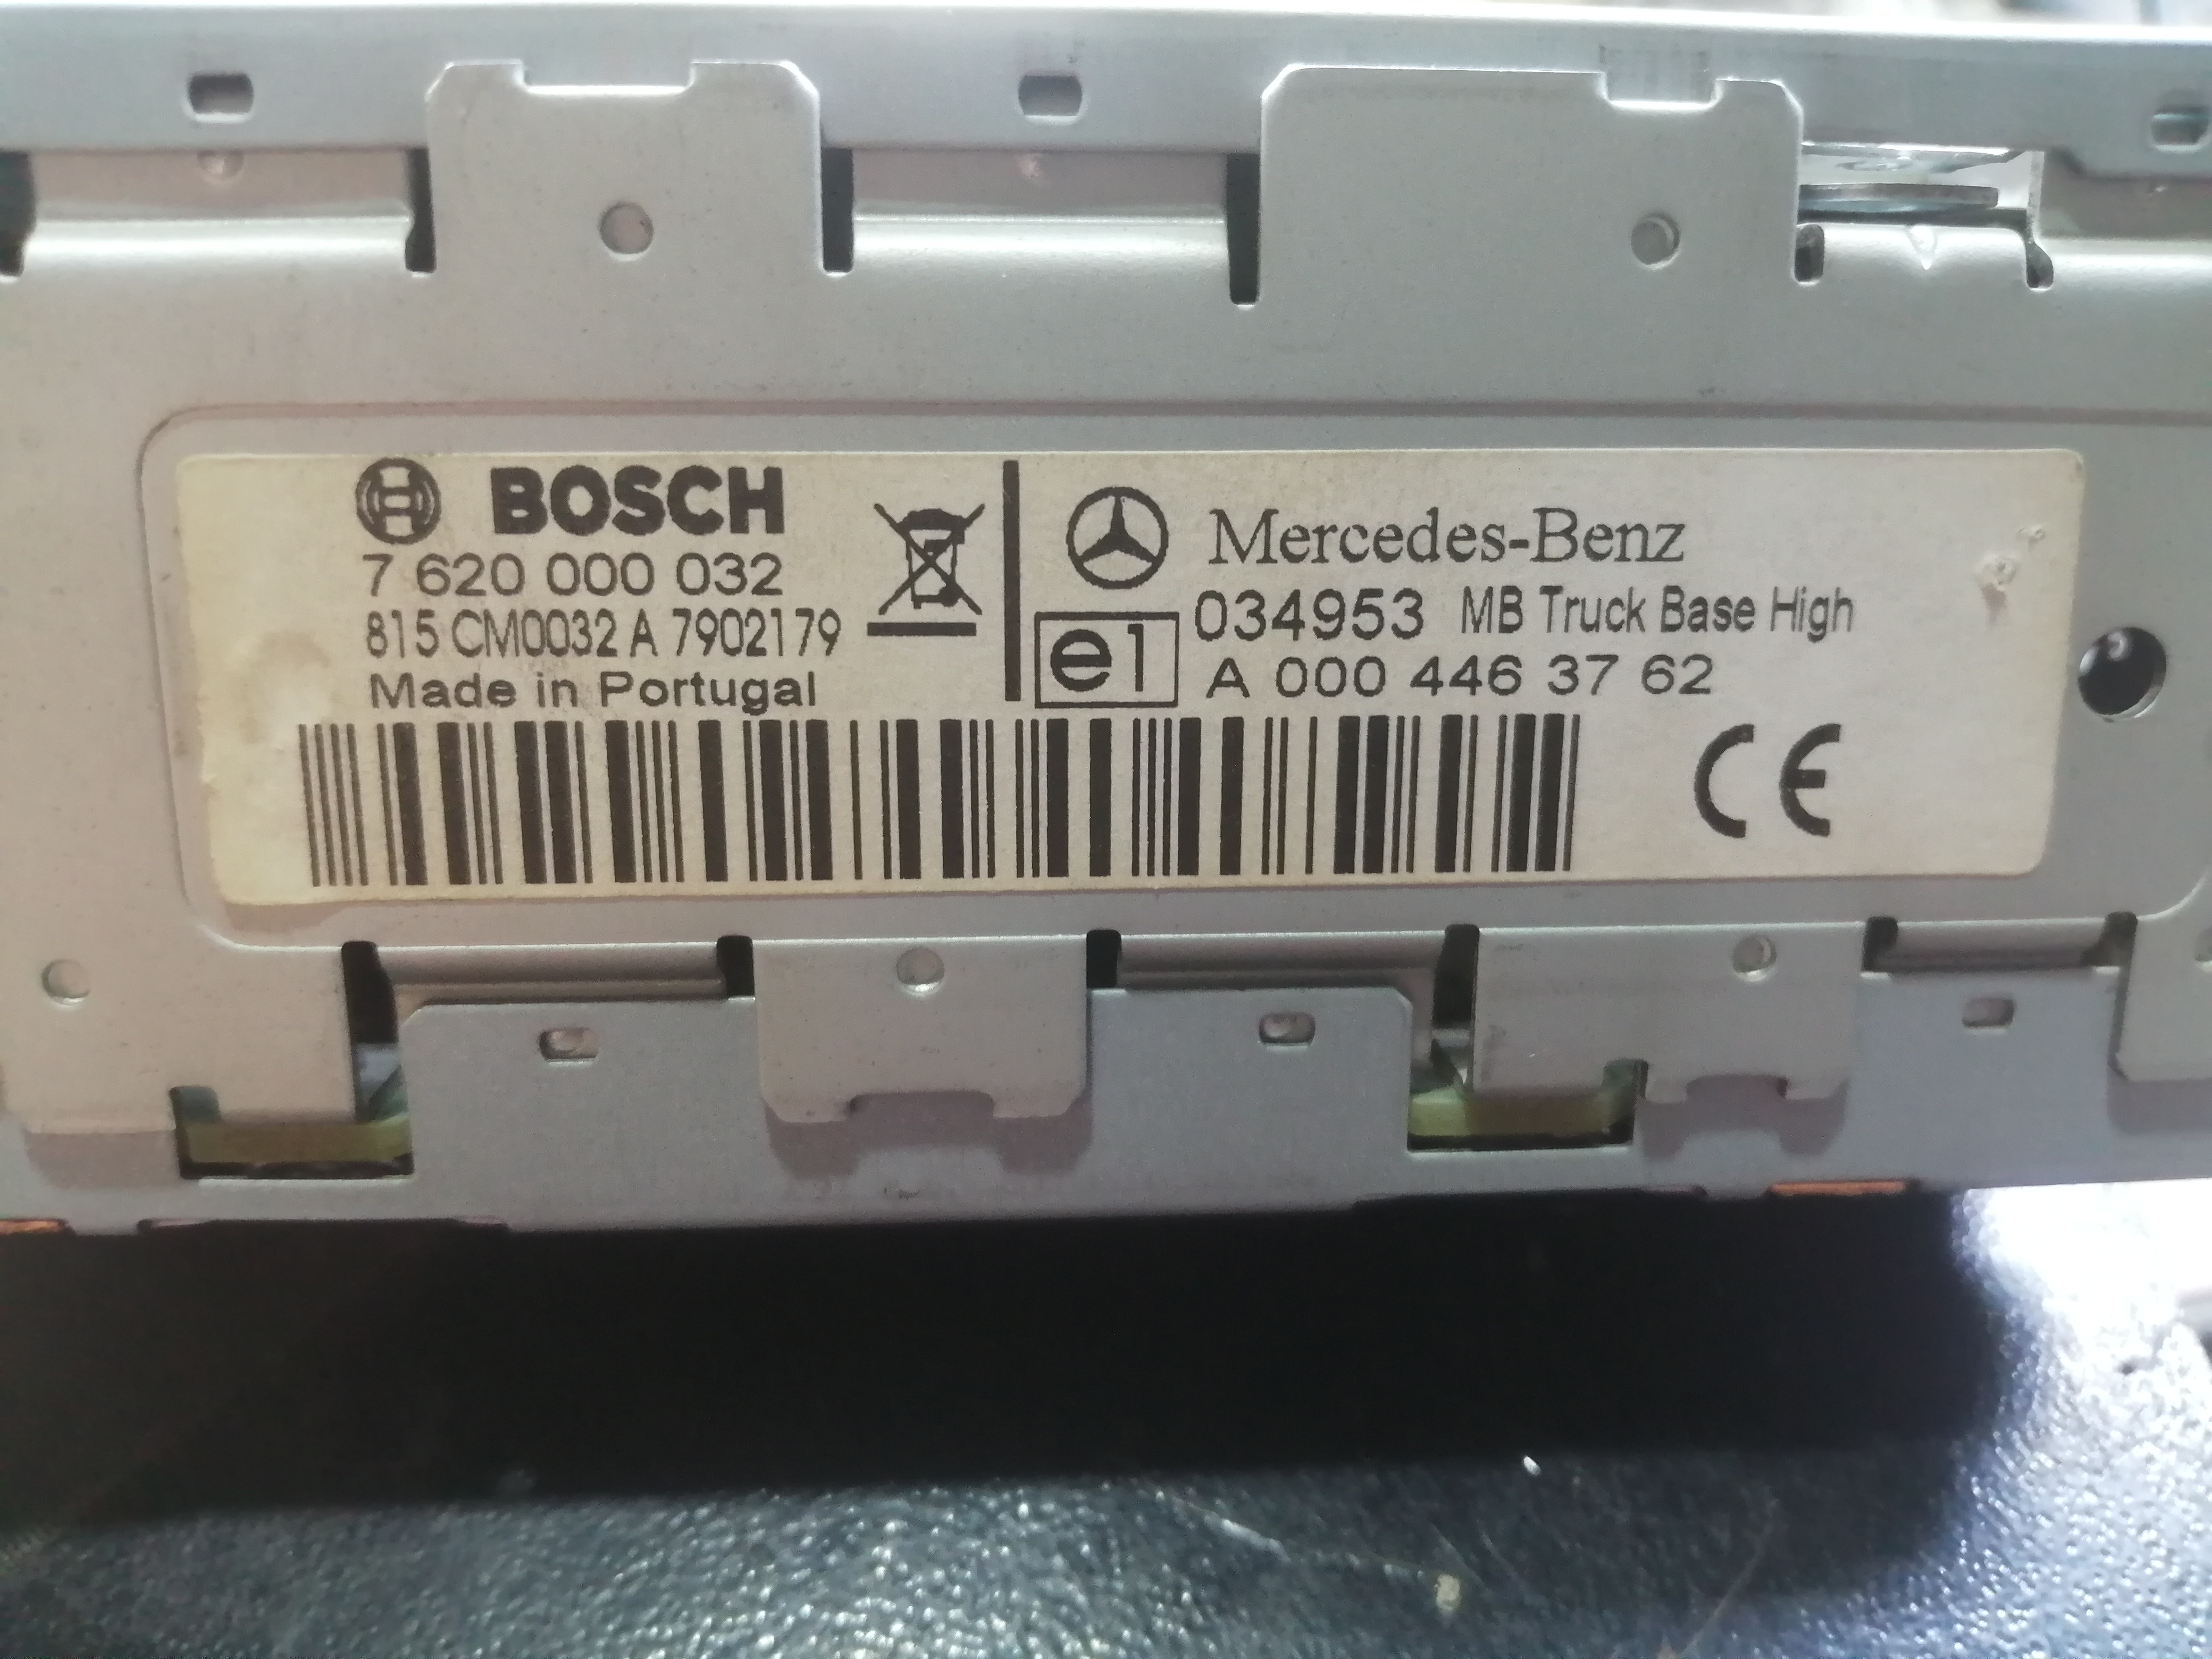 BOSCH
7 620 000 032
815 CM0032 A 7902179
Made in Portugal
Mercedes-Benz
e1 034953 MB Truck Base High
A 000 446 37 62
CE